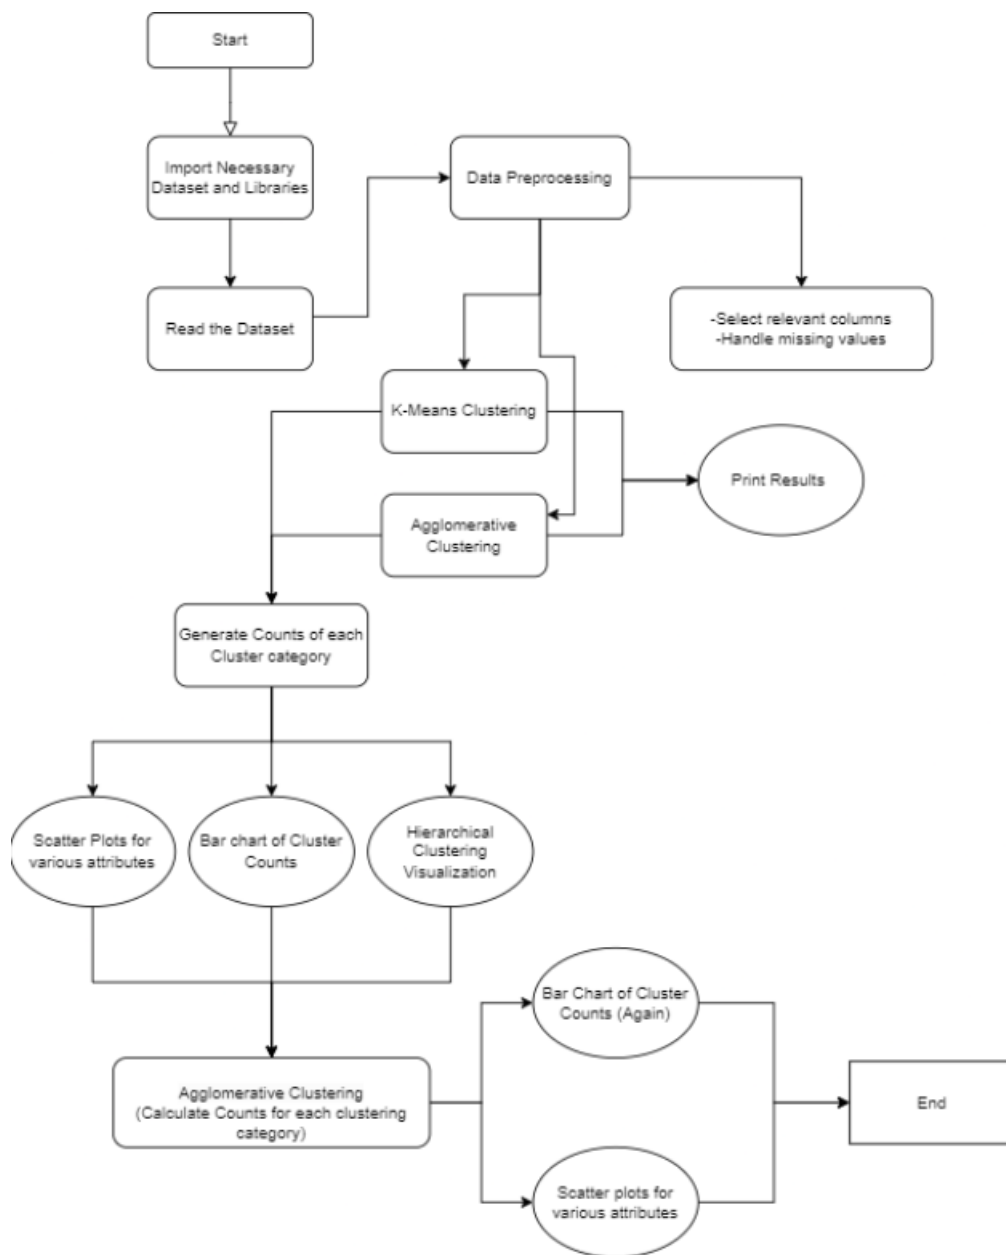 Start
Import Necessary
Dataset and Libraries
Data Preprocessing
Read the Dataset
-Select relevant columns
-Handle missing values
K-Means Clustering
Print Results
Agglomerative
Clustering
Generate Counts of each
Cluster category
Scatter Plots for
various attributes
Bar chart of Cluster
Counts
Hierarchical
Clustering
Visualization
Bar Chart of Cluster
Counts (Again)
Agglomerative Clustering
(Calculate Counts for each clustering
category)
End
Scatter plots for
various attributes